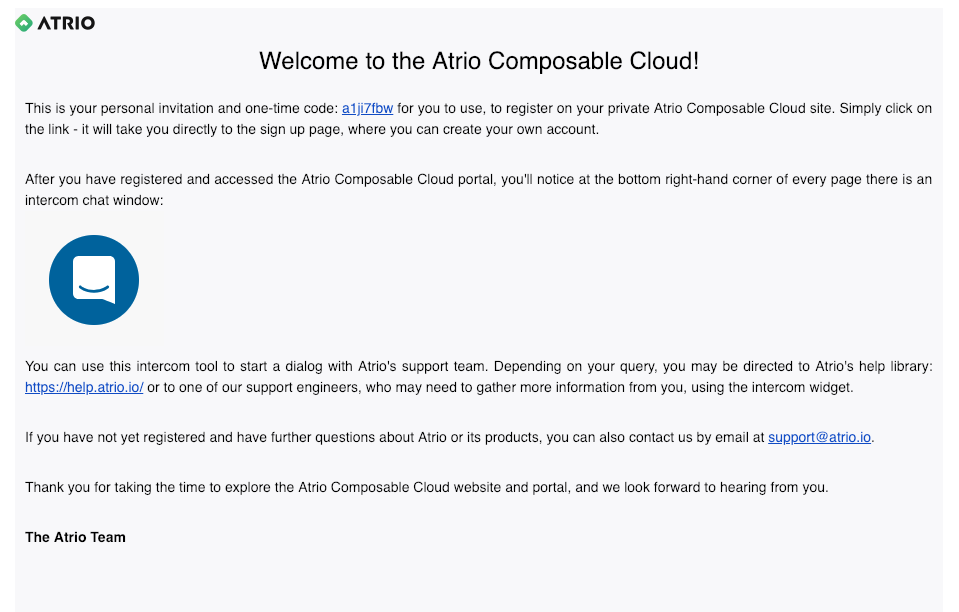 ATRIO
Welcome to the Atrio Composable Cloud!
This is your personal invitation and one-time code: a1ji7fbw for you to use, to register on your private Atrio Composable Cloud site. Simply click on
the link - it will take you directly to the sign up page, where you can create your own account.
After you have registered and accessed the Atrio Composable Cloud portal, you'll notice at the bottom right-hand corner of every page there is an
intercom chat window:
You can use this intercom tool to start a dialog with Atrio's support team. Depending on your query, you may be directed to Atrio's help library:
https://help.atrio.io/ or to one of our support engineers, who may need to gather more information from you, using the intercom widget.
If you have not yet registered and have further questions about Atrio or its products, you can also contact us by email at support@atrio.io.
Thank you for taking the time to explore the Atrio Composable Cloud website and portal, and we look forward to hearing from you.
The Atrio Team